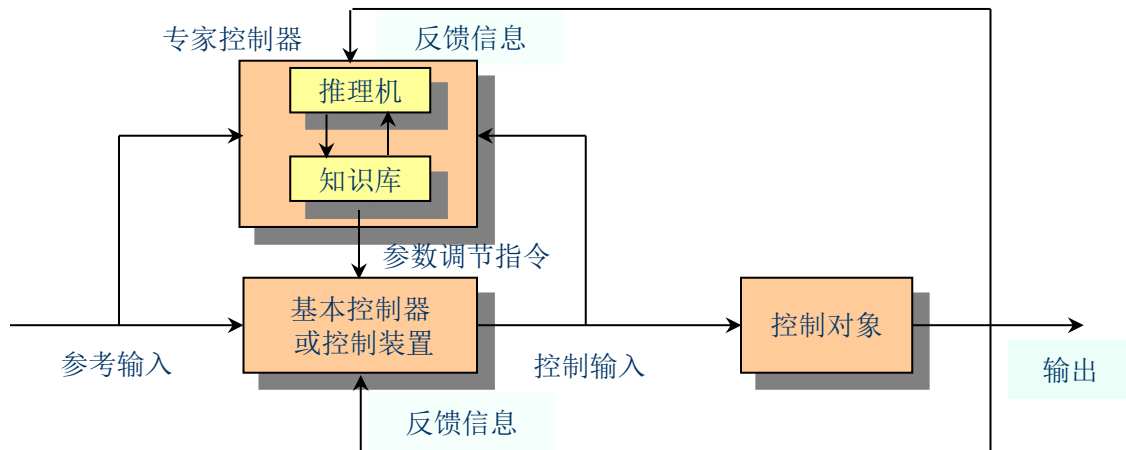 专家控制器
反馈信息
推理机
知识库
参数调节指令
基本控制器
或控制装置
控制对象
参考输入
控制输入
输出
反馈信息